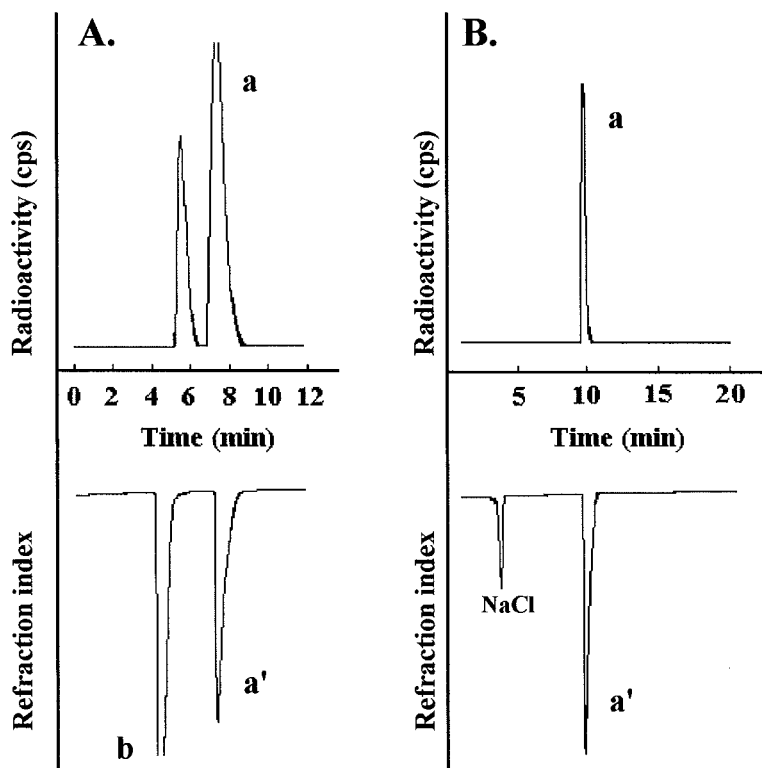 A.
a
Radioactivity (cps)
0 2 4 6 8 10 12
Time (min)
b
a'
Refraction index
B.
a
Radioactivity (cps)
5 10 15 20
Time (min)
NaCl
a'
Refraction index